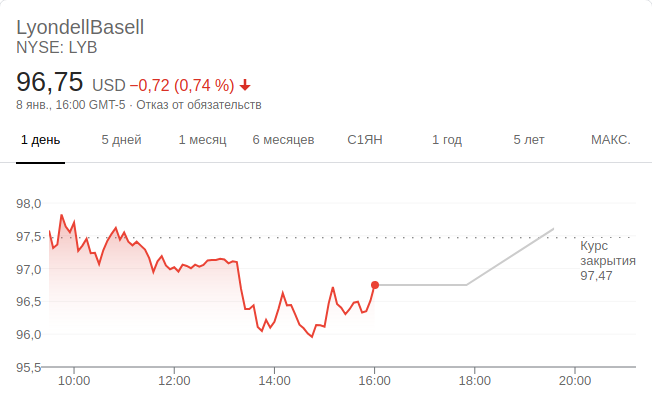 LyondellBasell
NYSE: LYB
96,75 USD −0,72 (0,74 %)
8 янв., 16:00 GMT-5 · Отказ от обязательств
1 день 5 дней 1 месяц 6 месяцев С1ЯН 1 год 5 лет МАКС.
98,0
97,5
97,0
96,5
96,0
95,5
Курс
закрытия
97,47
10:00 12:00 14:00 16:00 18:00 20:00